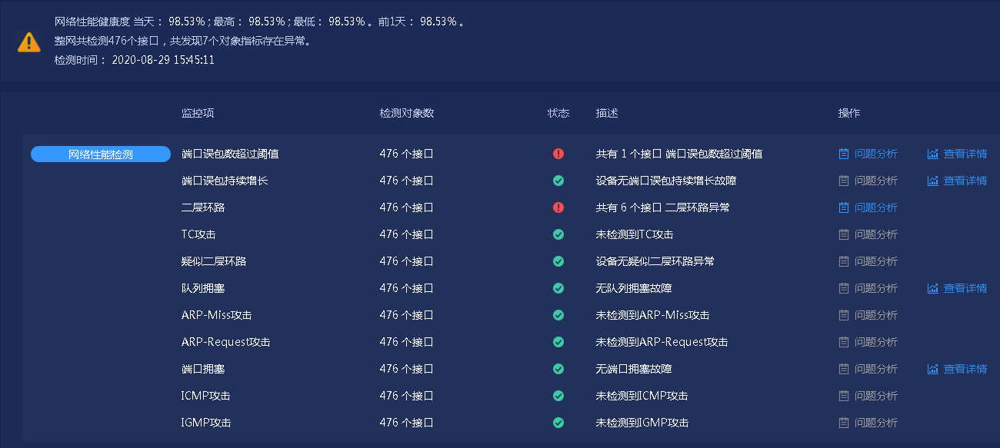 网络性能健康度 当天： 98.53% ; 最高： 98.53% ; 最低： 98.53% 。前1天： 98.53% 。
整网共检测476个接口，共发现7个对象指标存在异常。
检测时间： 2020-08-29 15:45:11
监控项 检测对象数 状态 描述 操作
网络性能检测 端口误包数超过阈值 476 个接口 共有 1 个接口 端口误包数超过阈值 问题分析 查看详情
端口误包持续增长 476 个接口 设备无端口误包持续增长故障 问题分析 查看详情
二层环路 476 个接口 共有 6 个接口 二层环路异常 问题分析
TC攻击 476 个接口 未检测到TC攻击 问题分析
疑似二层环路 476 个接口 设备无疑似二层环路异常 问题分析
队列拥塞 476 个接口 无队列拥塞故障 问题分析 查看详情
ARP-Miss攻击 476 个接口 未检测到ARP-Miss攻击 问题分析
ARP-Request攻击 476 个接口 未检测到ARP-Request攻击 问题分析
端口拥塞 476 个接口 无端口拥塞故障 问题分析 查看详情
ICMP攻击 476 个接口 未检测到ICMP攻击 问题分析
IGMP攻击 476 个接口 未检测到IGMP攻击 问题分析